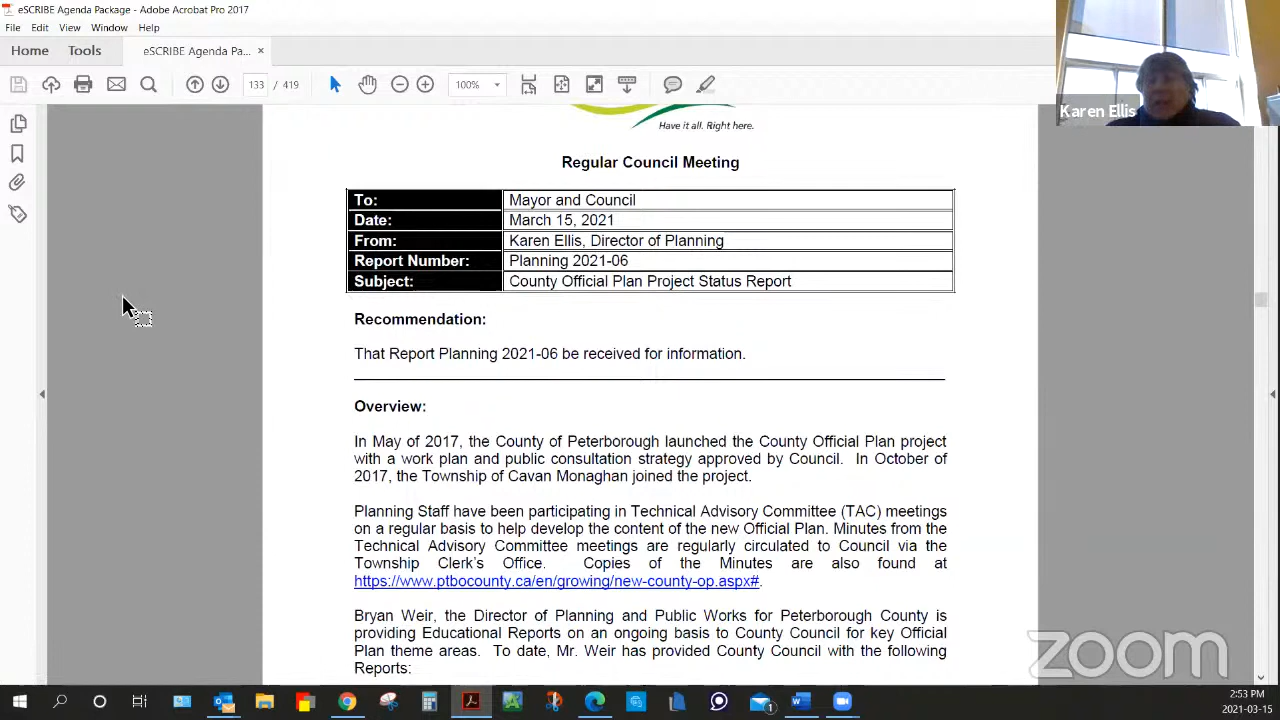 eSCRIBE Agenda Package - Adobe Acrobat Pro 2017
File Edit View Window Help
Home Tools eSCRIBE Agenda Pa... ×
133 / 419 100%
Karen Ellis
Have it all. Right here.
Regular Council Meeting
To: Mayor and Council
Date: March 15, 2021
From: Karen Ellis, Director of Planning
Report Number: Planning 2021-06
Subject: County Official Plan Project Status Report
Recommendation:
That Report Planning 2021-06 be received for information.
Overview:
In May of 2017, the County of Peterborough launched the County Official Plan project
with a work plan and public consultation strategy approved by Council. In October of
2017, the Township of Cavan Monaghan joined the project.
Planning Staff have been participating in Technical Advisory Committee (TAC) meetings
on a regular basis to help develop the content of the new Official Plan. Minutes from the
Technical Advisory Committee meetings are regularly circulated to Council via the
Township Clerk's Office. Copies of the Minutes are also found at
https://www.ptbocounty.ca/en/growing/new-county-op.aspx#.
Bryan Weir, the Director of Planning and Public Works for Peterborough County is
providing Educational Reports on an ongoing basis to County Council for key Official
Plan theme areas. To date, Mr. Weir has provided County Council with the following
Reports:
zoom
2:53 PM
2021-03-15